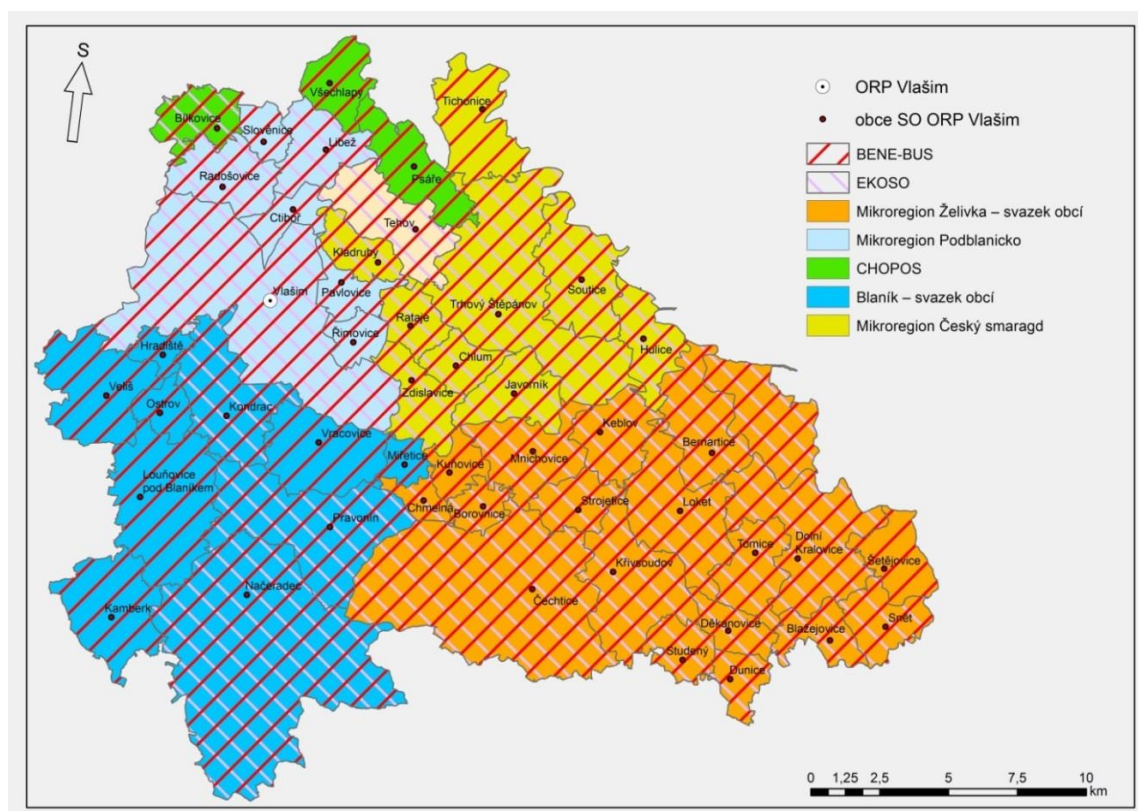 S
ORP Vlašim
obce SO ORP Vlašim
BENE-BUS
EKOSO
Mikroregion Želivka – svazek obcí
Mikroregion Podblanicko
CHOPOS
Blaník – svazek obcí
Mikroregion Český smaragd
Všechlapy
Tichonice
Bílkovice
Slověnice
Libež
Psáře
Radošovice
Ctiboř
Tehov
Kladruby
Vlašim
Pavlovice
Soutice
Trhový Štěpánov
Rataje
Římovice
Hulice
Hradiště
Chlum
Zdislavice
Javorník
Veliš
Ostrov
Kondrac
Keblov
Vracovice
Bernartice
Miřetice
Kuňovice
Mnichovice
Louňovice
pod Blaníkem
Chmelná
Borovnice
Strojetice
Loket
Pravonín
Tomice
Dolní
Kralovice
Šetějovice
Křivsoudov
Načeradec
Čechtice
Kamberk
Děkanovice
Blažejovice
Snět
Studený
Dunice
0 1,25 2,5 5 7,5 10
km